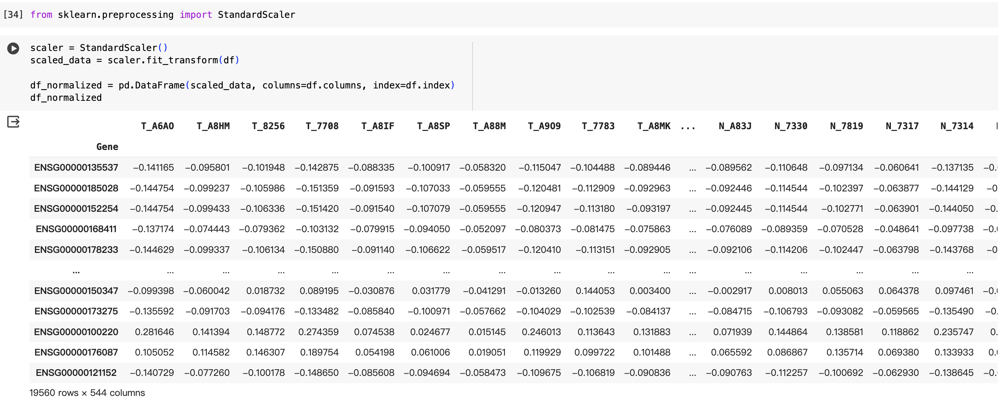 [34] from sklearn.preprocessing import StandardScaler
scaler = StandardScaler()
scaled_data = scaler.fit_transform(df)
df_normalized = pd.DataFrame(scaled_data, columns=df.columns, index=df.index)
df_normalized
T_A6AO T_A8HM T_8256 T_7708 T_A8IF T_A8SP T_A88M T_A9O9 T_7783 T_A8MK ... N_A83J N_7330 N_7819 N_7317 N_7314
Gene
ENSG00000135537 −0.141165 −0.095801 −0.101948 −0.142875 −0.088335 −0.100917 −0.058320 −0.115047 −0.104488 −0.089446 ... −0.089562 −0.110648 −0.097134 −0.060641 −0.137135 −0.
ENSG00000185028 −0.144754 −0.099237 −0.105986 −0.151359 −0.091593 −0.107033 −0.059555 −0.120481 −0.112909 −0.092963 ... −0.092446 −0.114544 −0.102397 −0.063877 −0.144129 −0
ENSG00000152254 −0.144754 −0.099433 −0.106336 −0.151420 −0.091540 −0.107079 −0.059555 −0.120947 −0.113180 −0.093197 ... −0.092445 −0.114544 −0.102771 −0.063901 −0.144050 −0.
ENSG00000168411 −0.137174 −0.074443 −0.079362 −0.103132 −0.079915 −0.094050 −0.052097 −0.080373 −0.081475 −0.075863 ... −0.076089 −0.089359 −0.070528 −0.048641 −0.097738 −0.
ENSG00000178233 −0.144629 −0.099337 −0.106134 −0.150880 −0.091140 −0.106622 −0.059517 −0.120410 −0.113151 −0.092905 ... −0.092106 −0.114206 −0.102447 −0.063798 −0.143768 −0
... ... ... ... ... ... ... ... ... ... ... ... ... ... ... ... ...
ENSG00000150347 −0.099398 −0.060042 0.018732 0.089195 −0.030876 0.031779 −0.041291 −0.013260 0.144053 0.003400 ... −0.002917 0.008013 0.055063 0.064378 0.097461 −0.
ENSG00000173275 −0.135592 −0.091703 −0.094176 −0.133482 −0.085840 −0.100971 −0.057662 −0.104029 −0.102539 −0.084137 ... −0.084715 −0.106793 −0.093082 −0.059565 −0.135490 −0.
ENSG00000100220 0.281646 0.141394 0.148772 0.274359 0.074538 0.024677 0.015145 0.246013 0.113643 0.131883 ... 0.071939 0.144864 0.138581 0.118862 0.235747 0.
ENSG00000176087 0.105052 0.114582 0.146307 0.189754 0.054198 0.061006 0.019051 0.119929 0.099722 0.101488 ... 0.065592 0.086867 0.135714 0.069380 0.133933 0.
ENSG00000121152 −0.140729 −0.077260 −0.100178 −0.148650 −0.085608 −0.094694 −0.058473 −0.109675 −0.106819 −0.090836 ... −0.090763 −0.112257 −0.100692 −0.062930 −0.138645 −0.
19560 rows × 544 columns